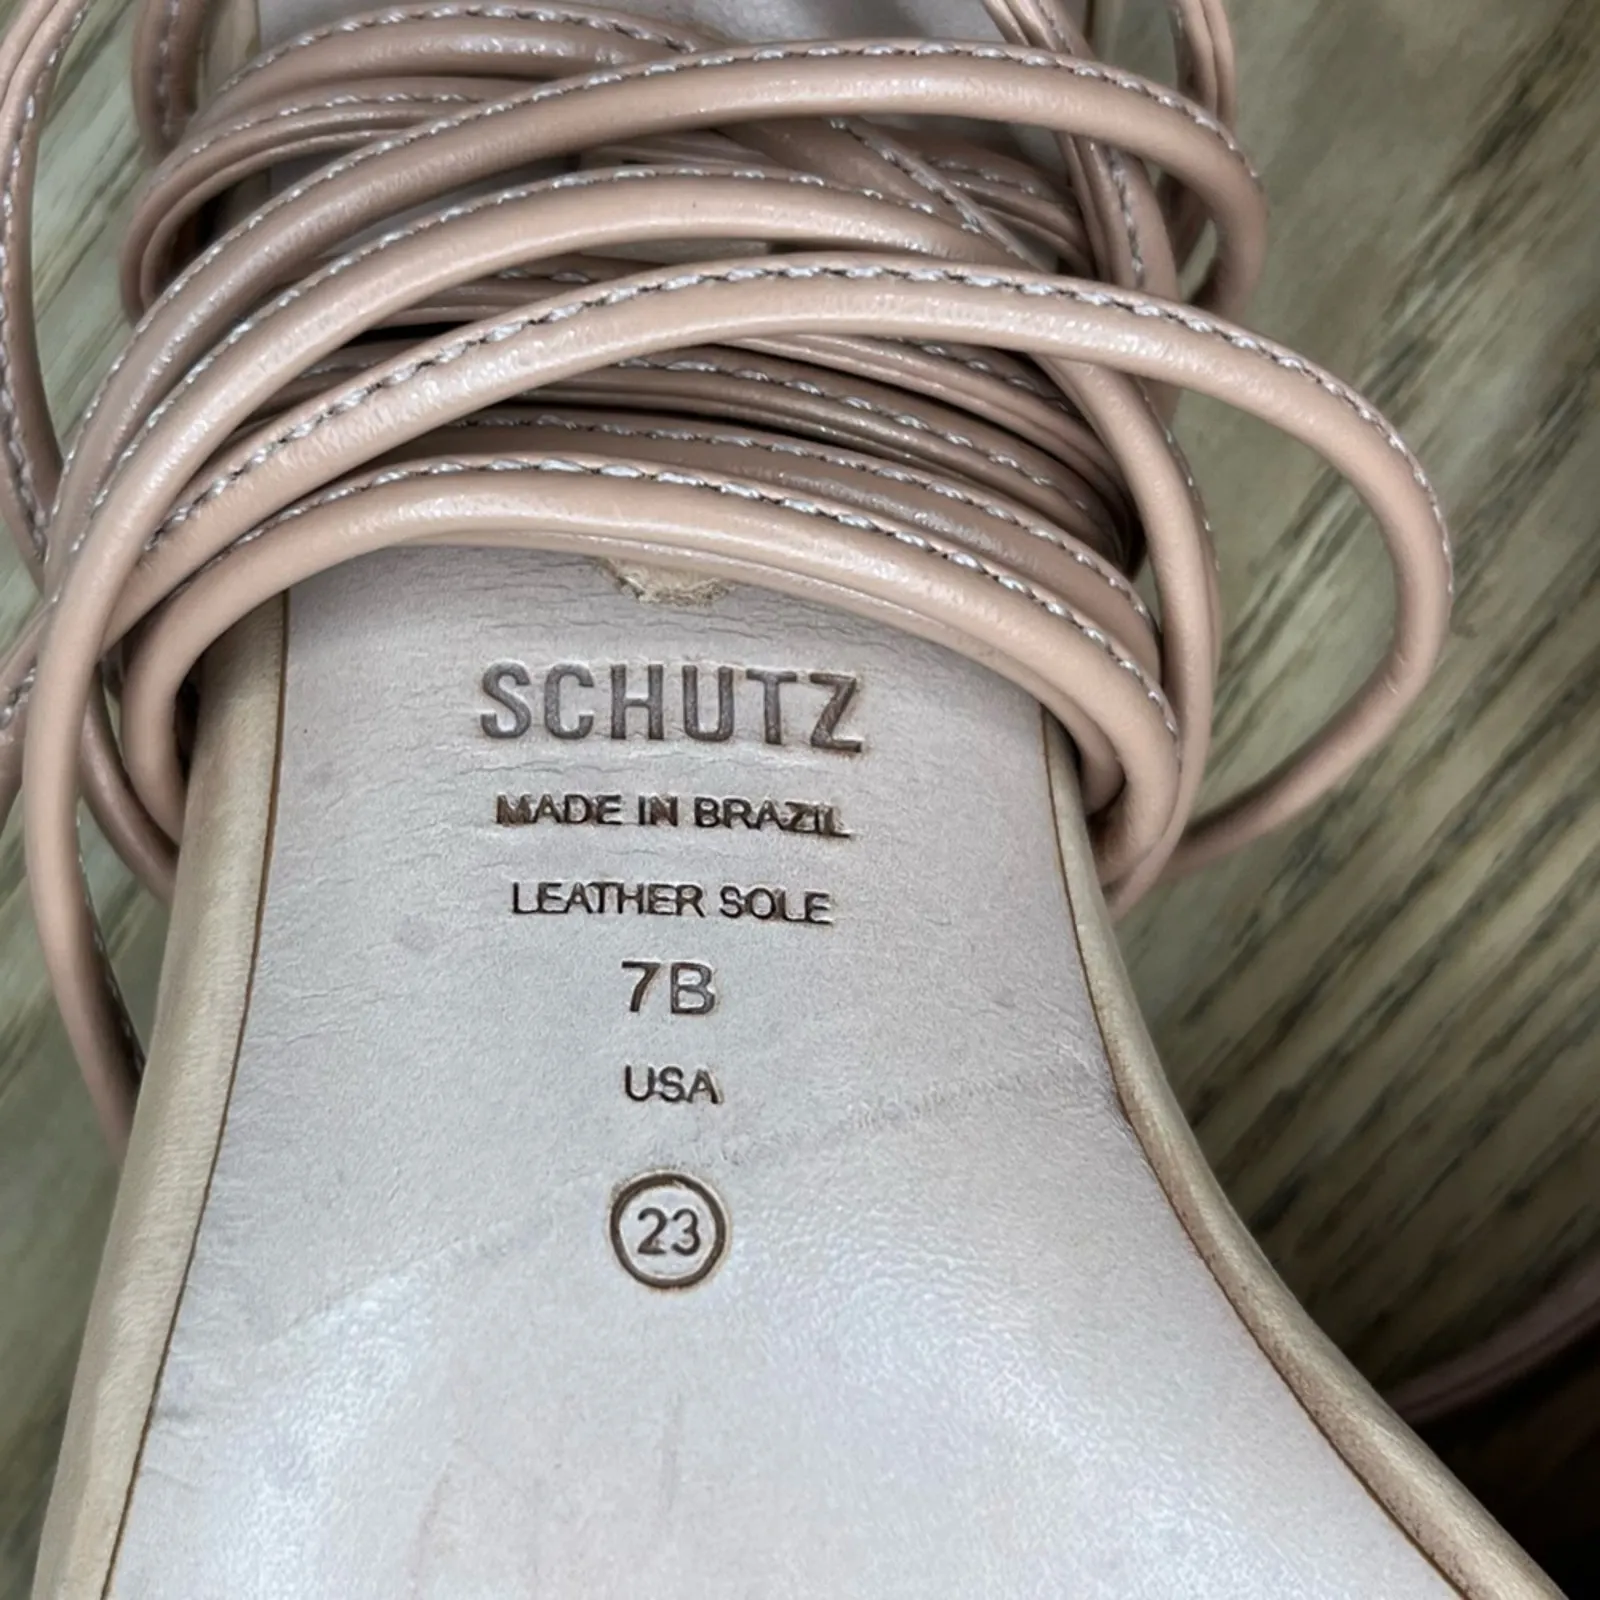 SCHUTZ
MADE IN BRAZIL
LEATHER SOLE
7B
USA
23